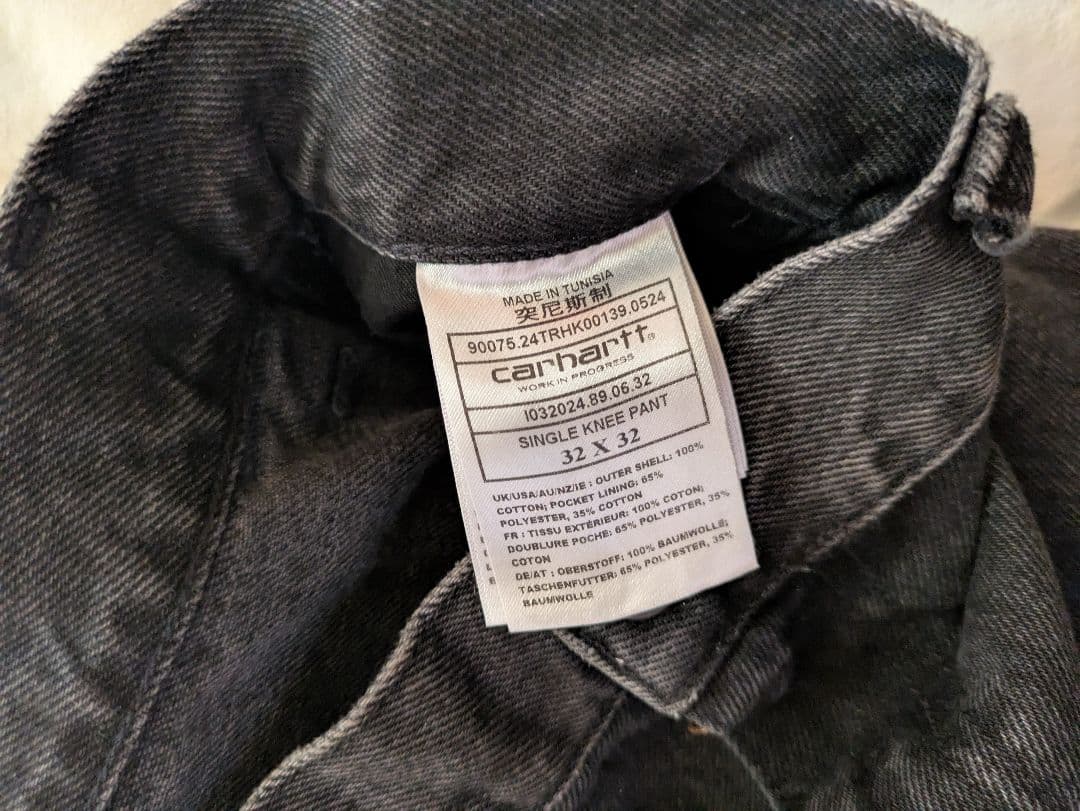 MADE IN TUNISIA
突尼斯制
90075.24TRHK00139.0524
carhartt®
WORK IN PROGRESS
I032024.89.06.32
SINGLE KNEE PANT
32 X 32
UK/USA/AU/NZ/IE : OUTER SHELL: 100%
COTTON; POCKET LINING: 65%
POLYESTER, 35% COTTON
FR : TISSU EXTÉRIEUR: 100% COTON;
DOUBLURE POCHE: 65% POLYESTER, 35%
COTON
DE/AT : OBERSTOFF: 100% BAUMWOLLE;
TASCHENFUTTER: 65% POLYESTER, 35%
BAUMWOLLE